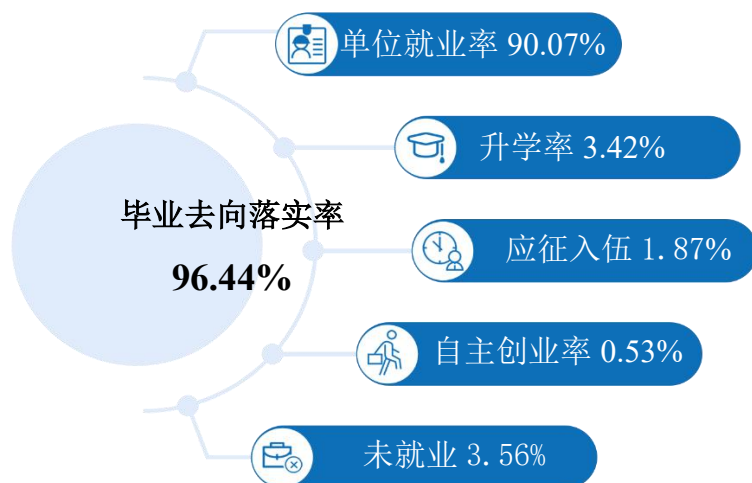 单位就业率 90.07%
升学率 3.42%
毕业去向落实率
96.44%
应征入伍 1.87%
自主创业率 0.53%
未就业 3.56%